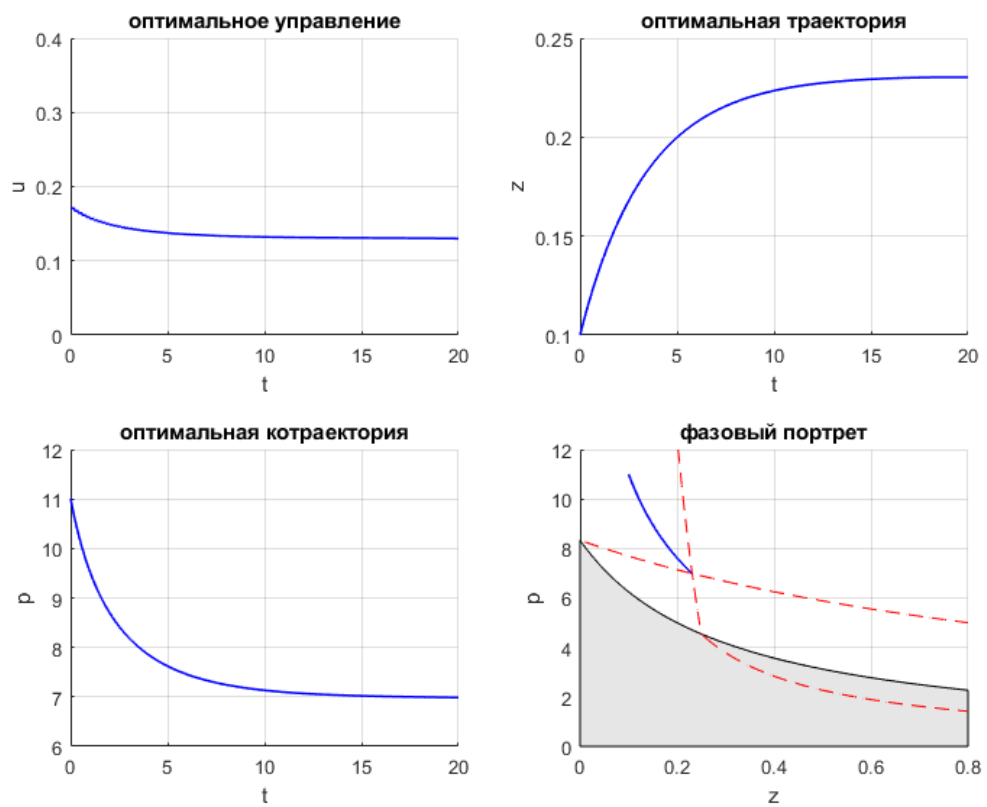 оптимальное управление
0.4
0.3
0.2
0.1
0
u
0 5 10 15 20
t
оптимальная траектория
0.25
0.2
0.15
0.1
z
0 5 10 15 20
t
оптимальная котраектория
12
11
10
9
8
7
6
p
0 5 10 15 20
t
фазовый портрет
12
10
8
6
4
2
0
p
0 0.2 0.4 0.6 0.8
z